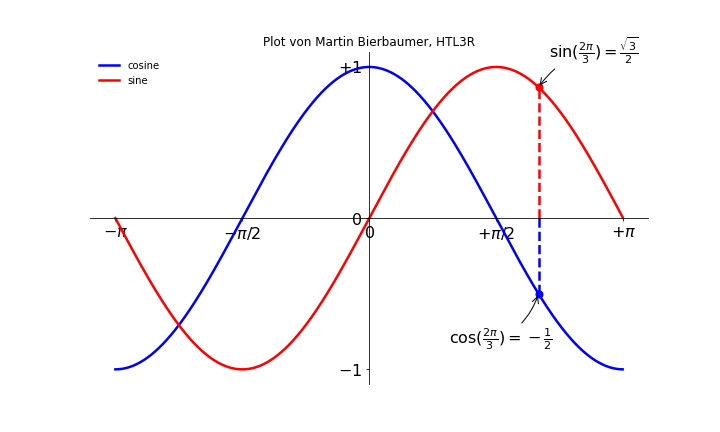 Plot von Martin Bierbaumer, HTL3R
cosine
sine
+1
sin(2π/3) = √3/2
0
−π
−π/2
0
+π/2
+π
cos(2π/3) = −1/2
−1